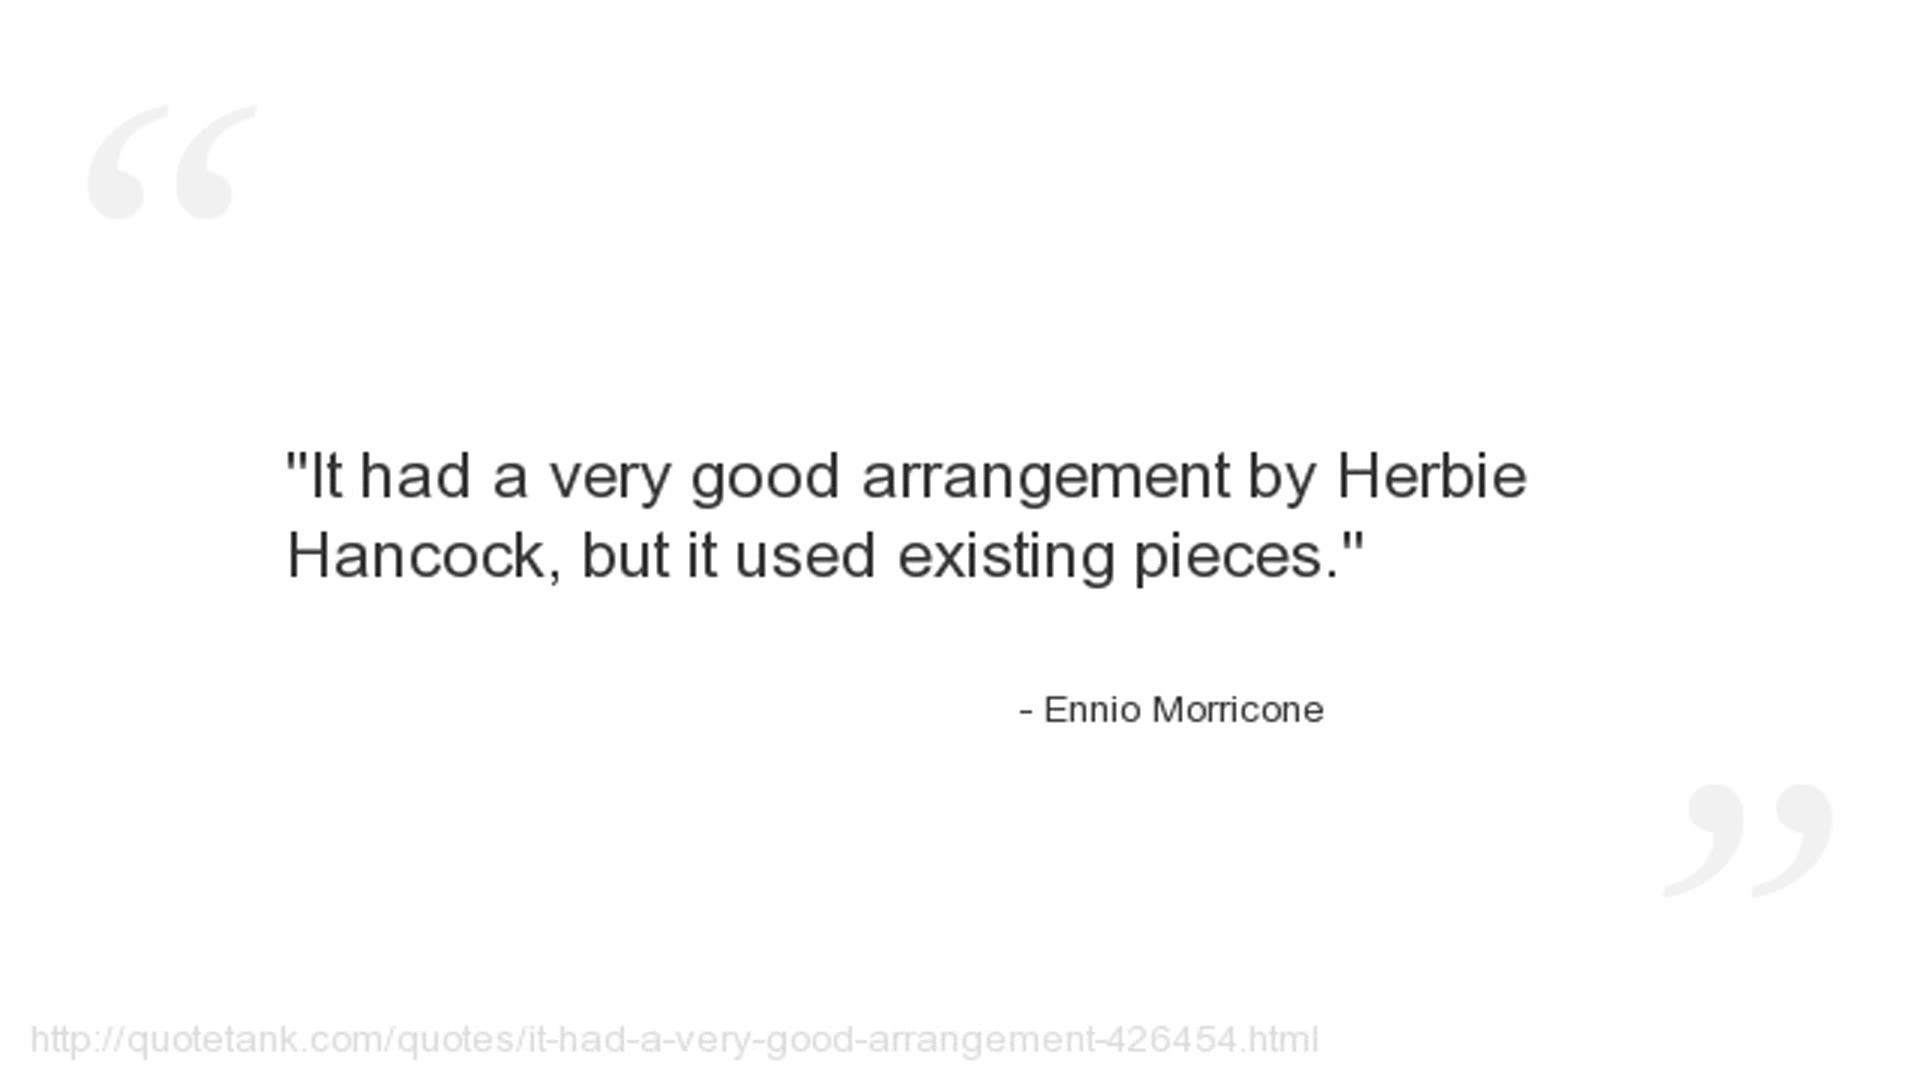 "It had a very good arrangement by Herbie
Hancock, but it used existing pieces."
- Ennio Morricone
http://quotetank.com/quotes/it-had-a-very-good-arrangement-426454.html